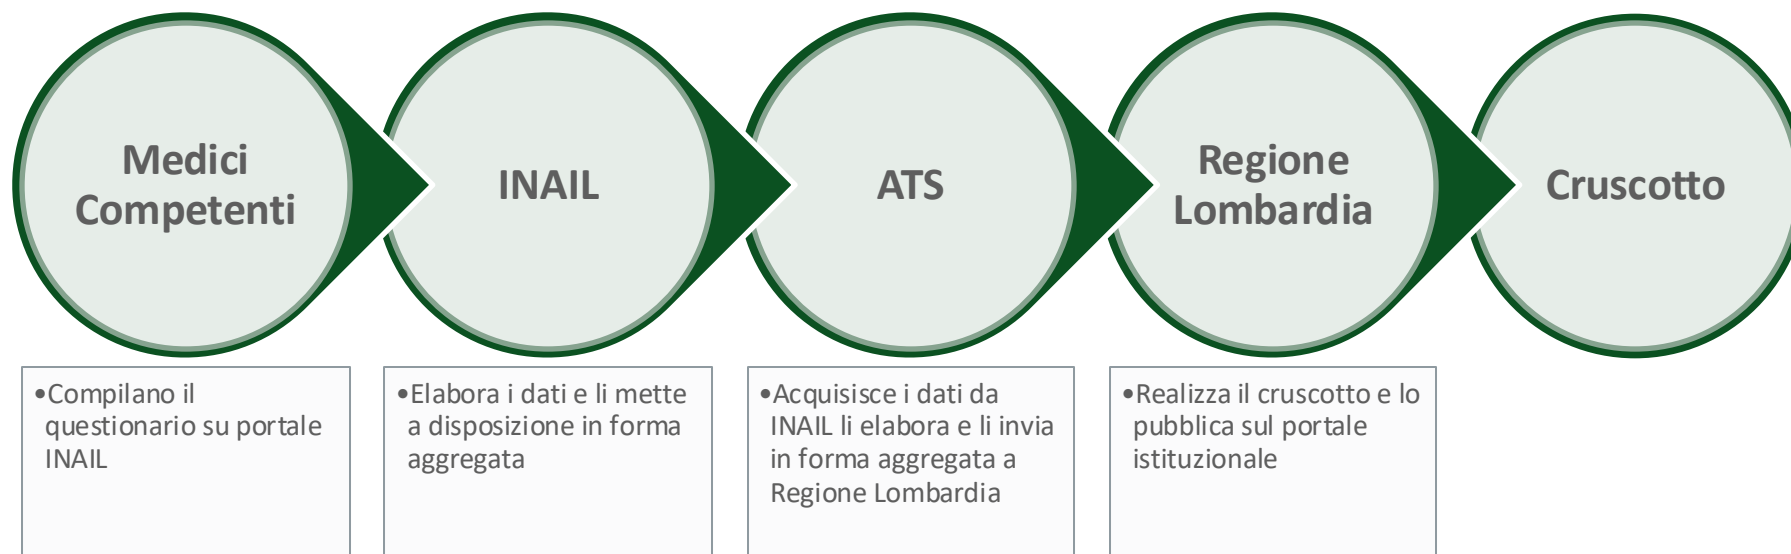 Medici
Competenti
INAIL
ATS
Regione
Lombardia
Cruscotto
•Compilano il
questionario su portale
INAIL
•Elabora i dati e li mette
a disposizione in forma
aggregata
•Acquisisce i dati da
INAIL li elabora e li invia
in forma aggregata a
Regione Lombardia
•Realizza il cruscotto e lo
pubblica sul portale
istituzionale